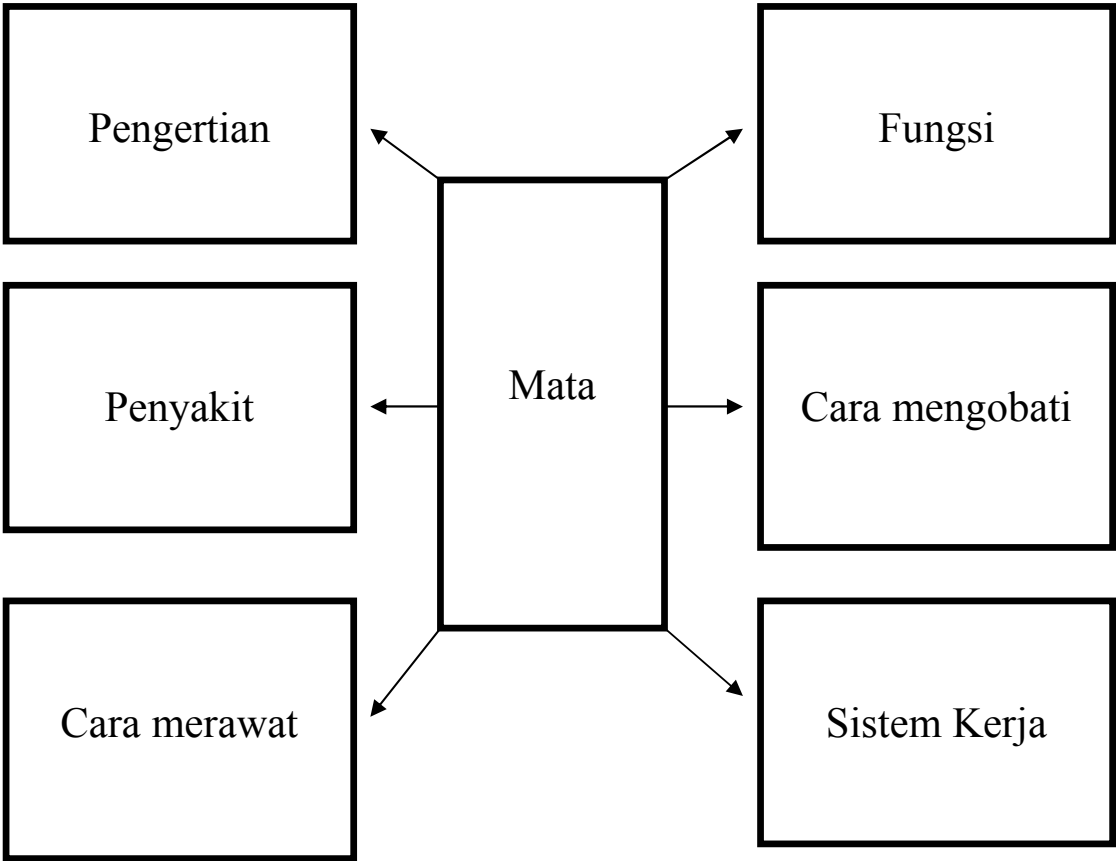 Pengertian
Fungsi
Mata
Penyakit
Cara mengobati
Cara merawat
Sistem Kerja